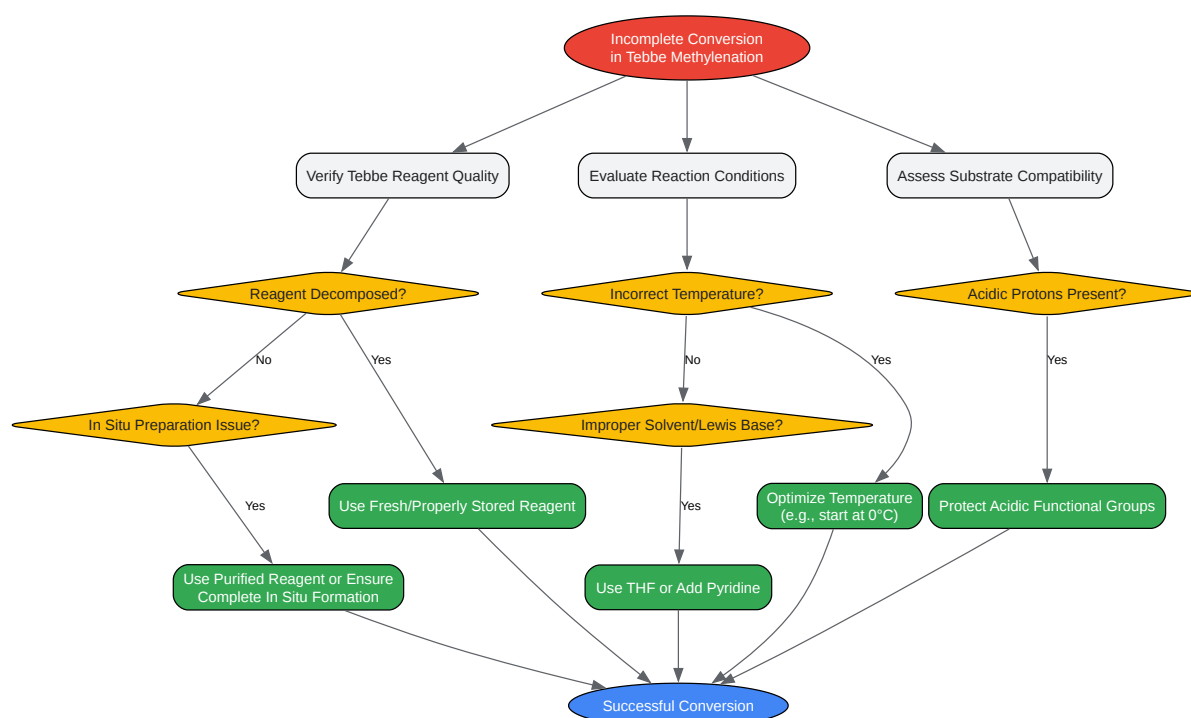 Incomplete Conversion
in Tebbe Methylenation
Verify Tebbe Reagent Quality
Evaluate Reaction Conditions
Assess Substrate Compatibility
Reagent Decomposed?
Incorrect Temperature?
Acidic Protons Present?
No
Yes
No
Yes
Yes
In Situ Preparation Issue?
Improper Solvent/Lewis Base?
Yes
Use Fresh/Properly Stored Reagent
Yes
Optimize Temperature
(e.g., start at 0°C)
Protect Acidic Functional Groups
Use Purified Reagent or Ensure
Complete In Situ Formation
Use THF or Add Pyridine
Successful Conversion